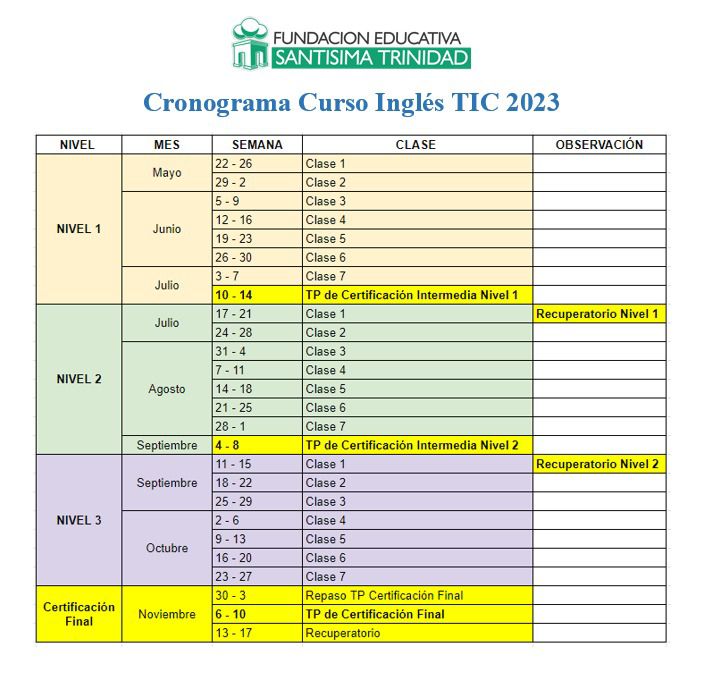 FUNDACION EDUCATIVA
SANTISIMA TRINIDAD
Cronograma Curso Inglés TIC 2023
NIVEL MES SEMANA CLASE OBSERVACIÓN
NIVEL 1 Mayo 22 - 26 Clase 1
29 - 2 Clase 2
Junio 5 - 9 Clase 3
12 - 16 Clase 4
19 - 23 Clase 5
26 - 30 Clase 6
Julio 3 - 7 Clase 7
10 - 14 TP de Certificación Intermedia Nivel 1
NIVEL 2 Julio 17 - 21 Clase 1 Recuperatorio Nivel 1
24 - 28 Clase 2
Agosto 31 - 4 Clase 3
7 - 11 Clase 4
14 - 18 Clase 5
21 - 25 Clase 6
28 - 1 Clase 7
Septiembre 4 - 8 TP de Certificación Intermedia Nivel 2
NIVEL 3 Septiembre 11 - 15 Clase 1 Recuperatorio Nivel 2
18 - 22 Clase 2
25 - 29 Clase 3
Octubre 2 - 6 Clase 4
9 - 13 Clase 5
16 - 20 Clase 6
23 - 27 Clase 7
Certificación Final Noviembre 30 - 3 Repaso TP Certificación Final
6 - 10 TP de Certificación Final
13 - 17 Recuperatorio